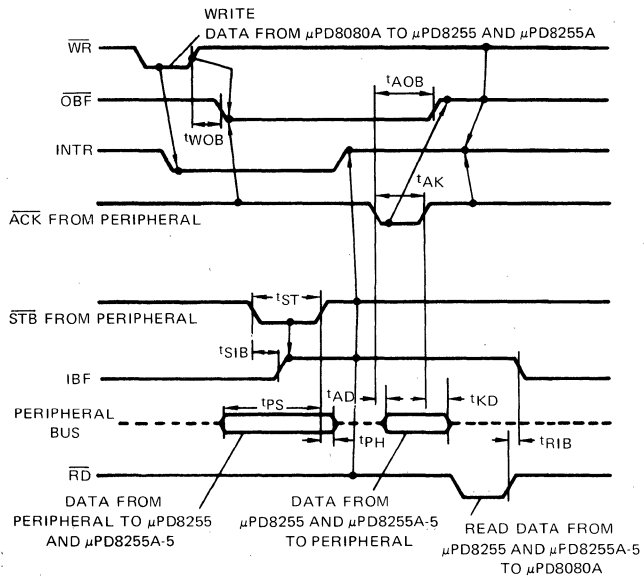 WRITE
DATA FROM μPD8080A TO μPD8255 AND μPD8255A
WR
OBF
tAOB
tWOB
INTR
tAK
ACK FROM PERIPHERAL
tST
STB FROM PERIPHERAL
tSIB
IBF
tPS
tAD
tKD
PERIPHERAL
BUS
tPH
tRIB
RD
DATA FROM
PERIPHERAL TO μPD8255
AND μPD8255A-5
DATA FROM
μPD8255 AND μPD8255A-5
TO PERIPHERAL
READ DATA FROM
μPD8255 AND μPD8255A-5
TO μPD8080A